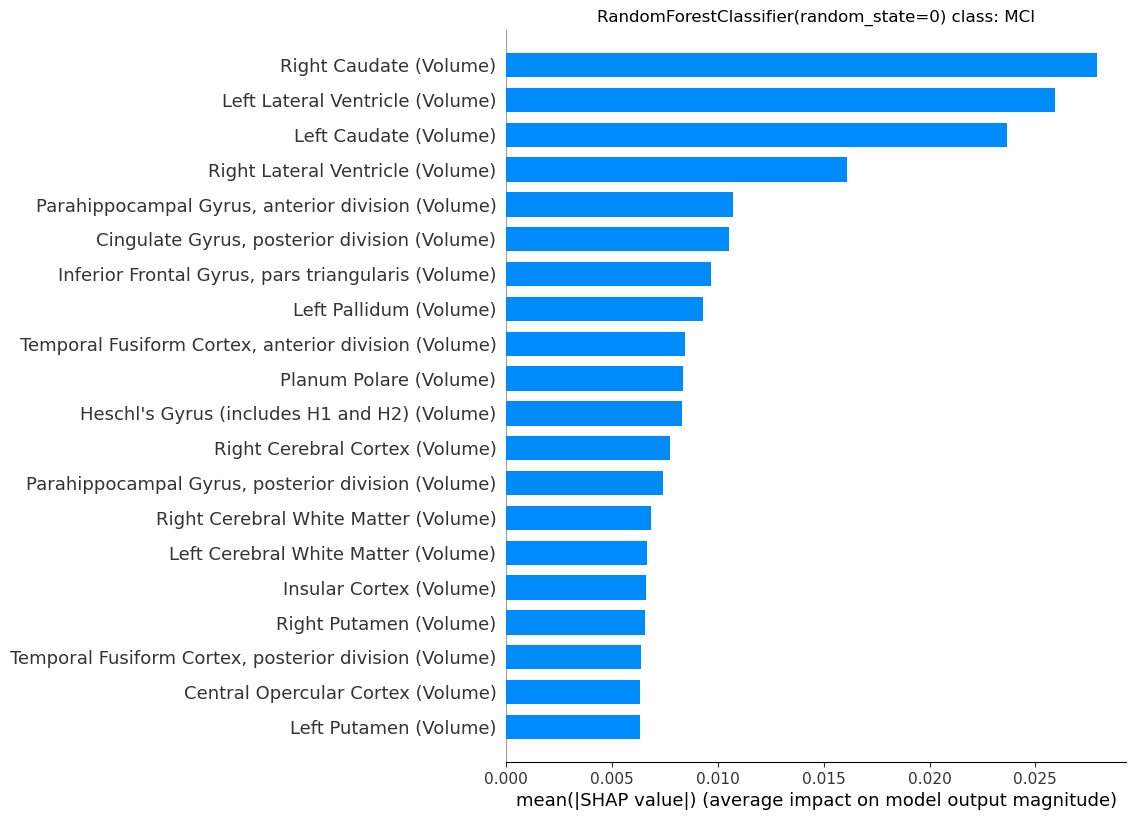 RandomForestClassifier(random_state=0) class: MCI
Right Caudate (Volume)
Left Lateral Ventricle (Volume)
Left Caudate (Volume)
Right Lateral Ventricle (Volume)
Parahippocampal Gyrus, anterior division (Volume)
Cingulate Gyrus, posterior division (Volume)
Inferior Frontal Gyrus, pars triangularis (Volume)
Left Pallidum (Volume)
Temporal Fusiform Cortex, anterior division (Volume)
Planum Polare (Volume)
Heschl's Gyrus (includes H1 and H2) (Volume)
Right Cerebral Cortex (Volume)
Parahippocampal Gyrus, posterior division (Volume)
Right Cerebral White Matter (Volume)
Left Cerebral White Matter (Volume)
Insular Cortex (Volume)
Right Putamen (Volume)
Temporal Fusiform Cortex, posterior division (Volume)
Central Opercular Cortex (Volume)
Left Putamen (Volume)
0.000 0.005 0.010 0.015 0.020 0.025
mean(|SHAP value|) (average impact on model output magnitude)